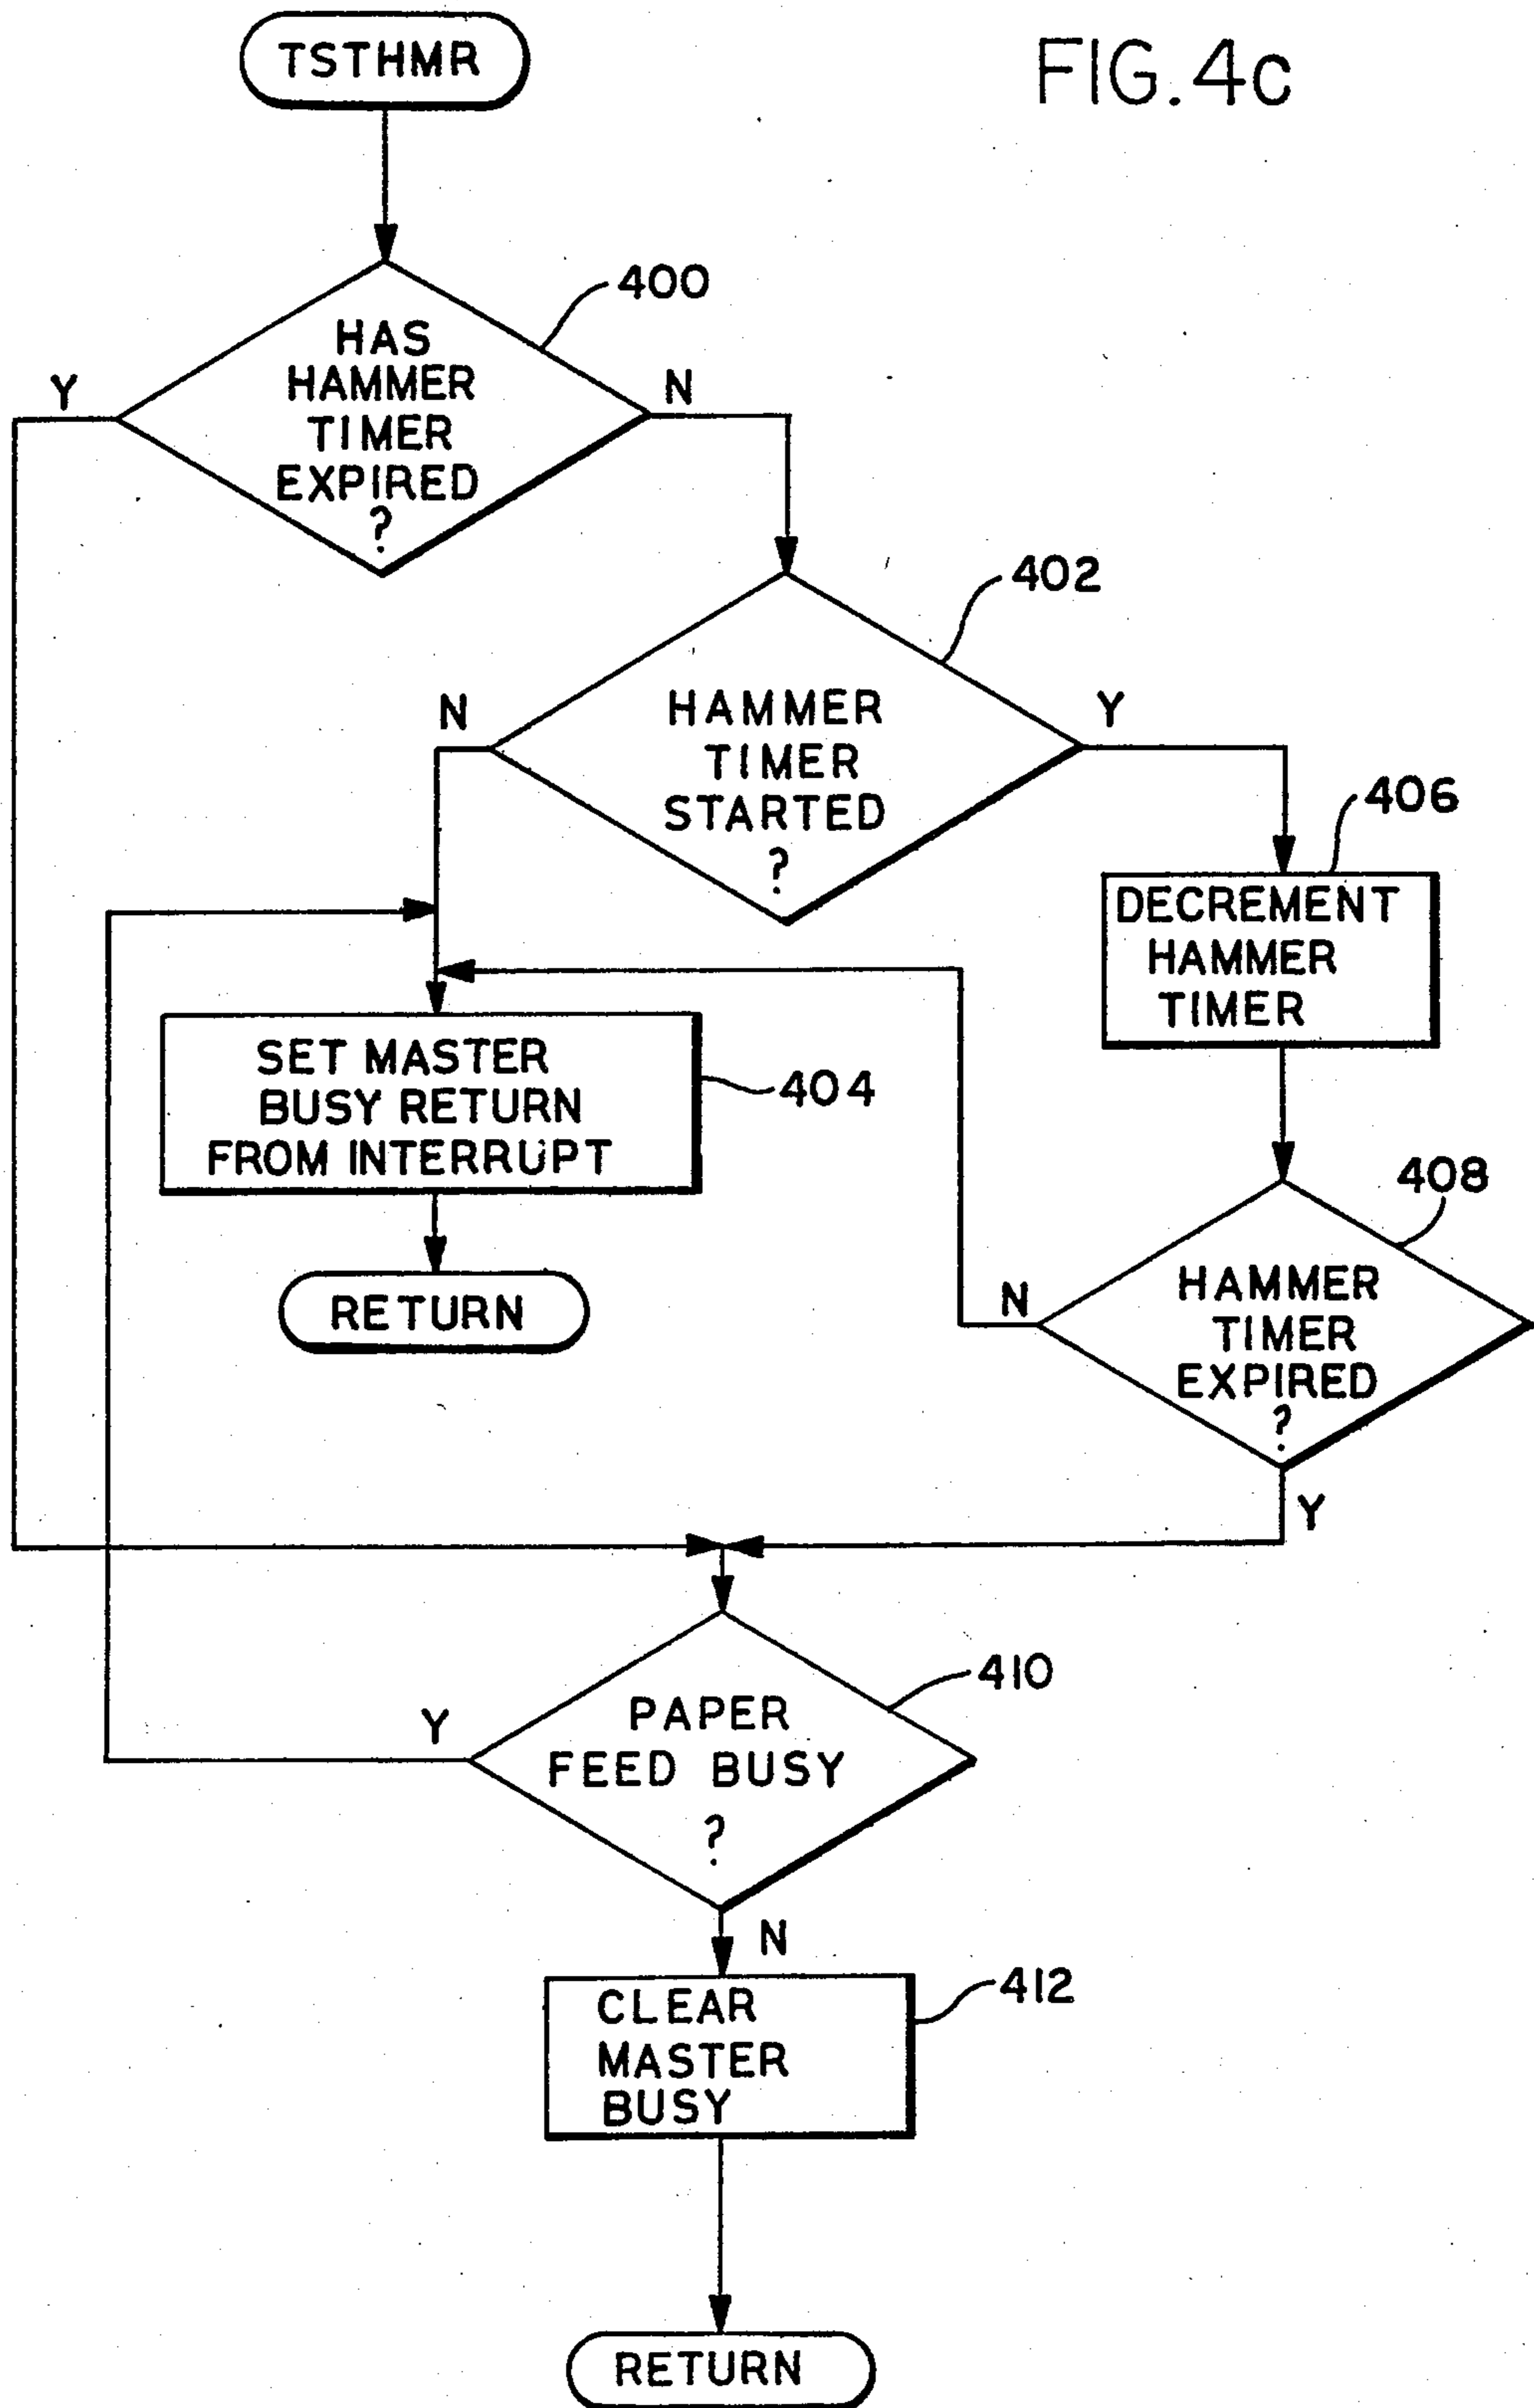 TSTHMR
FIG. 4c
400
HAS
HAMMER
TIMER
EXPIRED
?
Y
N
402
HAMMER
TIMER
STARTED
?
N
Y
406
DECREMENT
HAMMER
TIMER
SET MASTER
BUSY RETURN
FROM INTERRUPT
404
RETURN
408
HAMMER
TIMER
EXPIRED
?
N
Y
410
PAPER
FEED BUSY
?
Y
N
412
CLEAR
MASTER
BUSY
RETURN